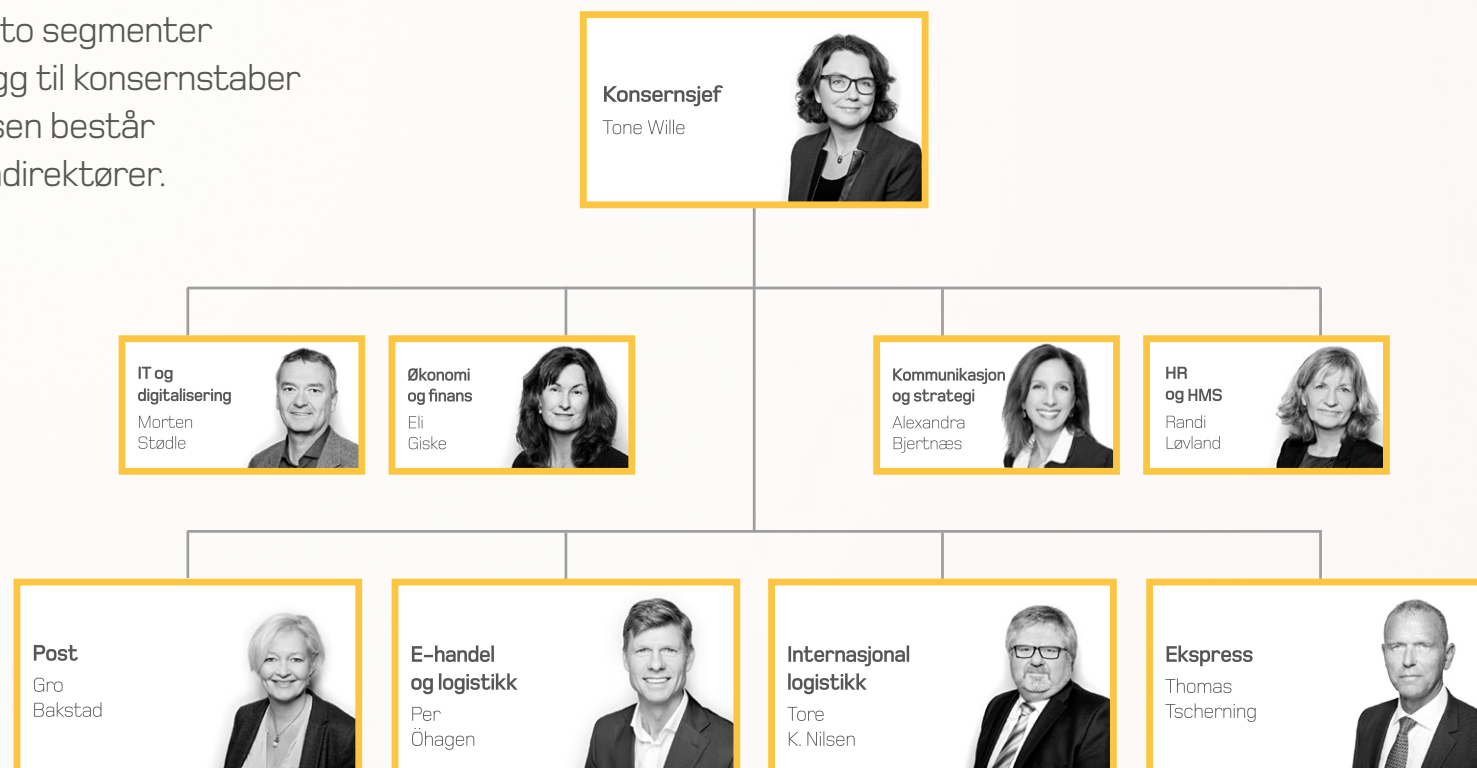 to segmenter
gg til konsernstaber
sen består
direktører.
Konsernsjef
Tone Wille
IT og
digitalisering
Morten
Stødle
Økonomi
og finans
Eli
Giske
Kommunikasjon
og strategi
Alexandra
Bjertnæs
HR
og HMS
Randi
Løvland
Post
Gro
Bakstad
E-handel
og logistikk
Per
Öhagen
Internasjonal
logistikk
Tore
K. Nilsen
Ekspress
Thomas
Tscherning